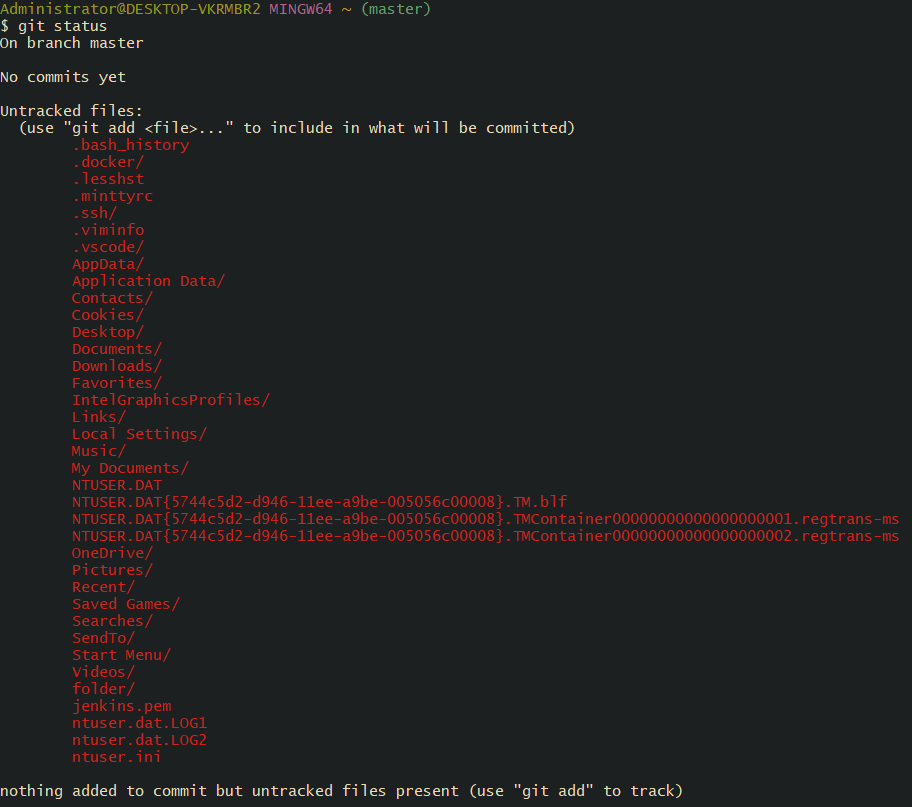 Administrator@DESKTOP-VKRMBR2 MINGW64 ~ (master)
$ git status
On branch master
No commits yet
Untracked files:
(use "git add <file>..." to include in what will be committed)
.bash_history
.docker/
.lesshst
.minttyrc
.ssh/
.viminfo
.vscode/
AppData/
Application Data/
Contacts/
Cookies/
Desktop/
Documents/
Downloads/
Favorites/
IntelGraphicsProfiles/
Links/
Local Settings/
Music/
My Documents/
NTUSER.DAT
NTUSER.DAT{5744c5d2-d946-11ee-a9be-005056c00008}.TM.blf
NTUSER.DAT{5744c5d2-d946-11ee-a9be-005056c00008}.TMContainer00000000000000000001.regtrans-ms
NTUSER.DAT{5744c5d2-d946-11ee-a9be-005056c00008}.TMContainer00000000000000000002.regtrans-ms
OneDrive/
Pictures/
Recent/
Saved Games/
Searches/
SendTo/
Start Menu/
Videos/
folder/
jenkins.pem
ntuser.dat.LOG1
ntuser.dat.LOG2
ntuser.ini
nothing added to commit but untracked files present (use "git add" to track)